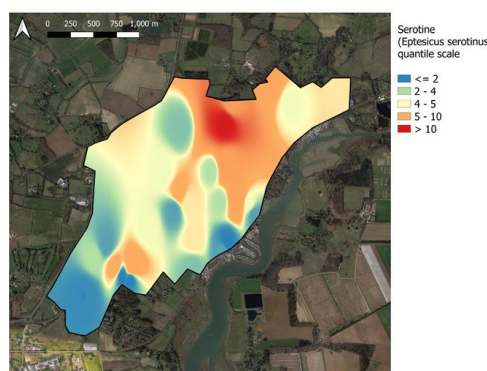 0 250 500 750 1,000 m
Serotine
(Eptesicus serotinus
quantile scale
<= 2
2 - 4
4 - 5
5 - 10
> 10